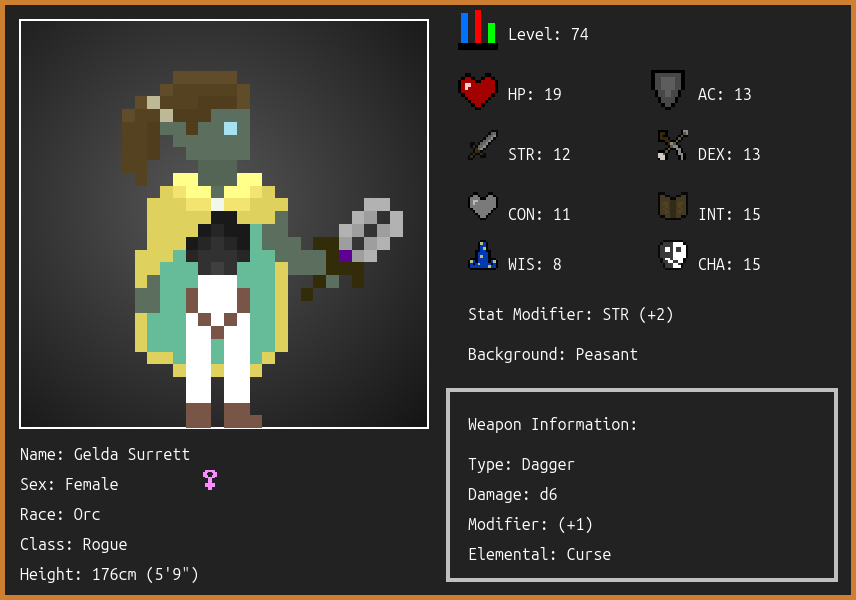 Level: 74
HP: 19
AC: 13
STR: 12
DEX: 13
CON: 11
INT: 15
WIS: 8
CHA: 15
Stat Modifier: STR (+2)
Background: Peasant
Weapon Information:
Type: Dagger
Damage: d6
Modifier: (+1)
Elemental: Curse
Name: Gelda Surrett
Sex: Female
Race: Orc
Class: Rogue
Height: 176cm (5'9")